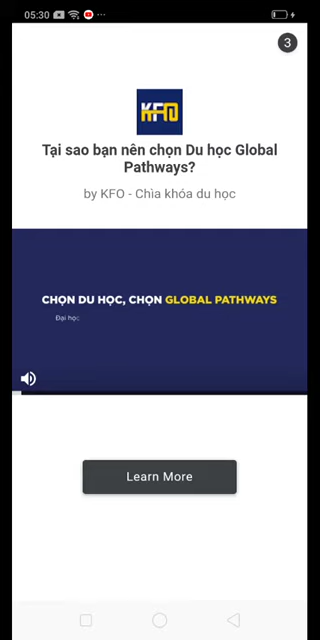 05:30
3
KFO
Tại sao bạn nên chọn Du học Global
Pathways?
by KFO - Chìa khóa du học
CHỌN DU HỌC, CHỌN GLOBAL PATHWAYS
Đại học
Learn More